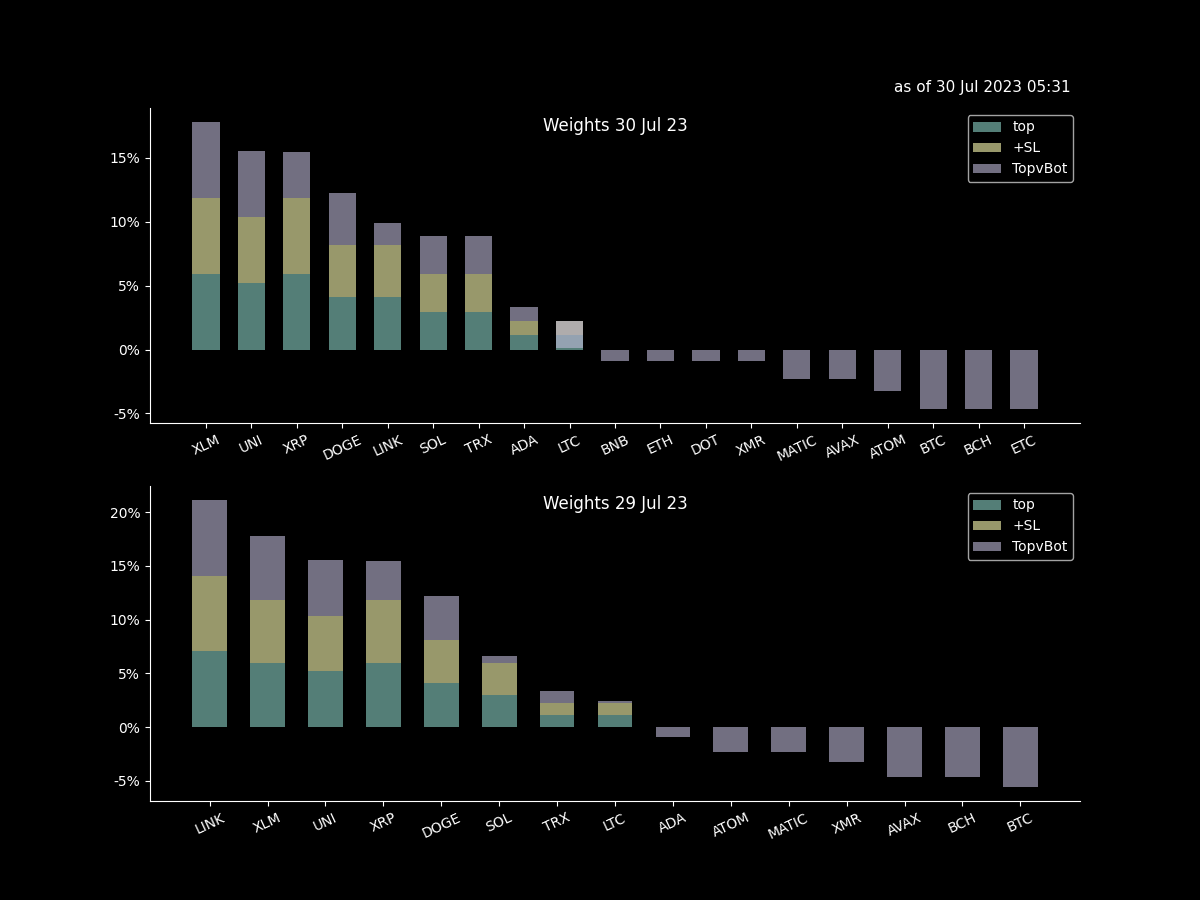 as of 30 Jul 2023 05:31
Weights 30 Jul 23
top
+SL
TopvBot
15%
10%
5%
0%
-5%
XLM UNI XRP DOGE LINK SOL TRX ADA LTC BNB ETH DOT XMR MATIC AVAX ATOM BTC BCH ETC
Weights 29 Jul 23
top
+SL
TopvBot
20%
15%
10%
5%
0%
-5%
LINK XLM UNI XRP DOGE SOL TRX LTC ADA ATOM MATIC XMR AVAX BCH BTC